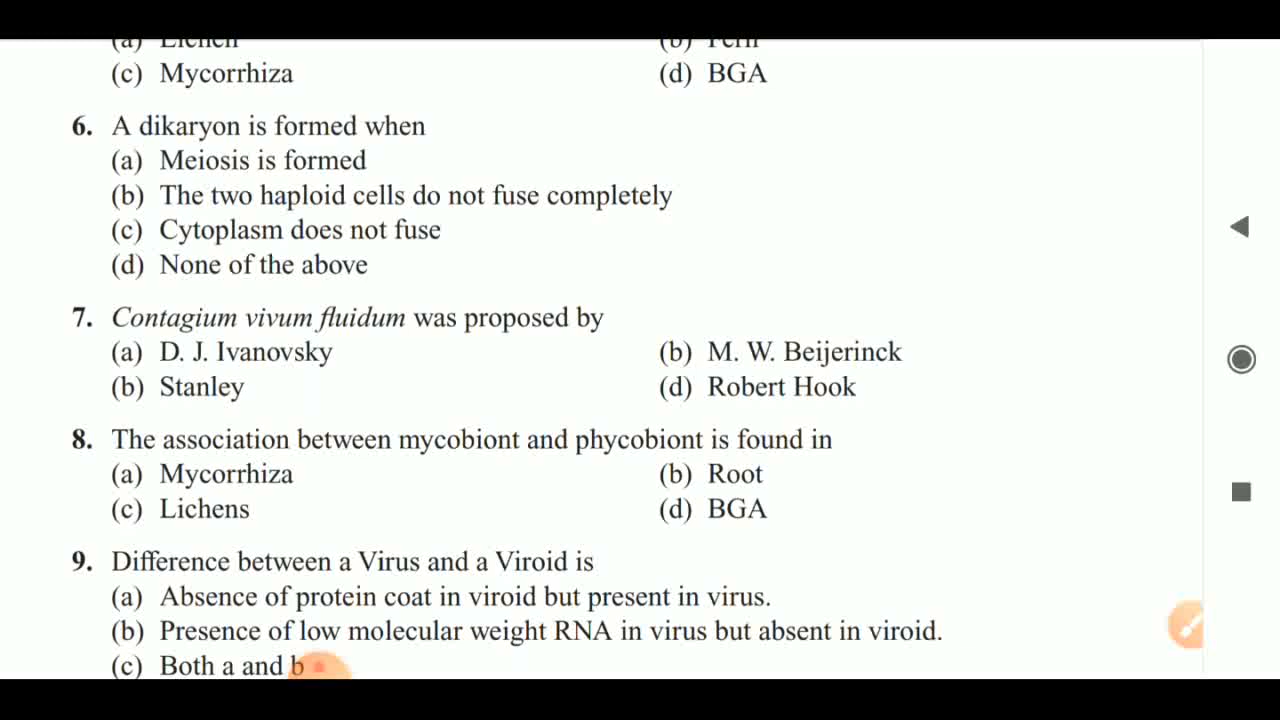 (a) Lichen (b) Fern
(c) Mycorrhiza (d) BGA
6. A dikaryon is formed when
(a) Meiosis is formed
(b) The two haploid cells do not fuse completely
(c) Cytoplasm does not fuse
(d) None of the above
7. Contagium vivum fluidum was proposed by
(a) D. J. Ivanovsky (b) M. W. Beijerinck
(b) Stanley (d) Robert Hook
8. The association between mycobiont and phycobiont is found in
(a) Mycorrhiza (b) Root
(c) Lichens (d) BGA
9. Difference between a Virus and a Viroid is
(a) Absence of protein coat in viroid but present in virus.
(b) Presence of low molecular weight RNA in virus but absent in viroid.
(c) Both a and b